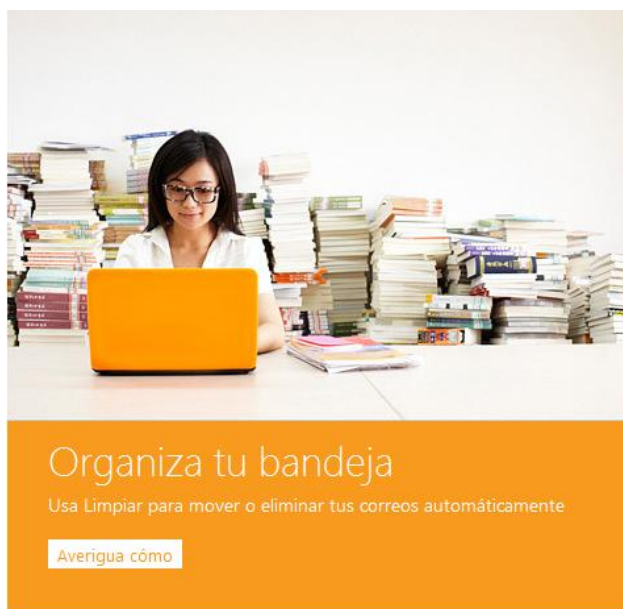 Organiza tu bandeja
Usa Limpiar para mover o eliminar tus correos automáticamente
Averigua cómo